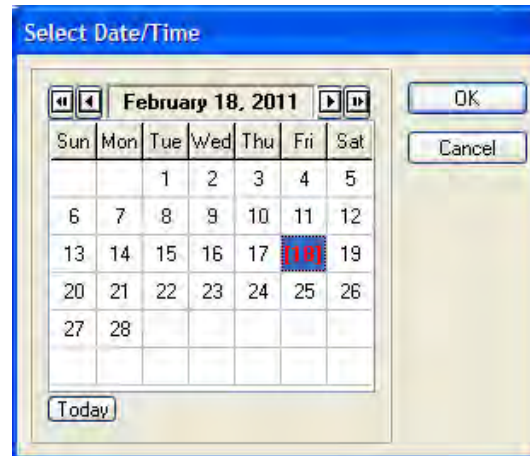 Select Date/Time
February 18, 2011
OK
Sun Mon Tue Wed Thu Fri Sat
Cancel
1 2 3 4 5
6 7 8 9 10 11 12
13 14 15 16 17 [18] 19
20 21 22 23 24 25 26
27 28
Today